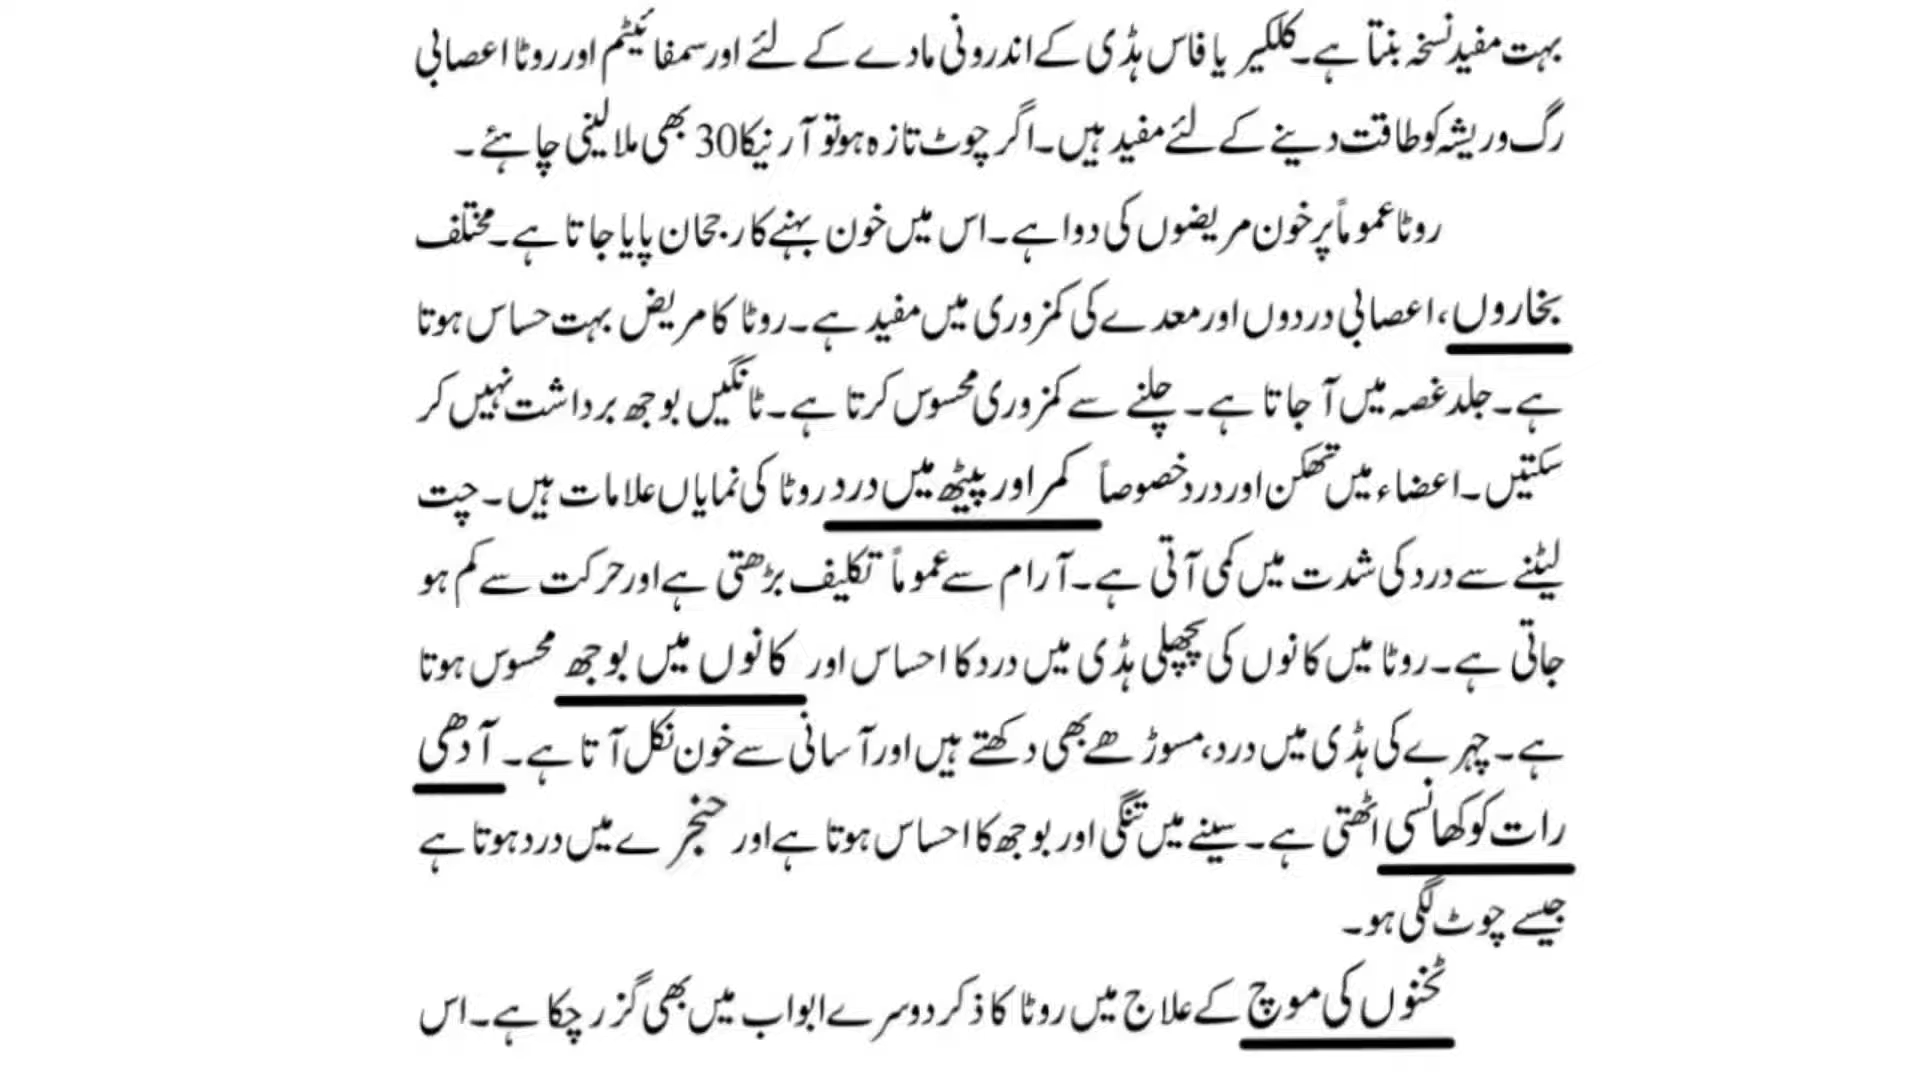 بہت مفید نسخہ بنتا ہے۔ کلکیر یا فاس ہڈی کے اندرونی مادے کے لئے اور سمفائیٹم اور روٹا اعصابی
رگ و ریشہ کو طاقت دینے کے لئے مفید ہیں۔ اگر چوٹ تازہ ہو تو آرنیکا 30 بھی ملا لینی چاہئے۔
روٹا عموماً پرخون مریضوں کی دوا ہے۔ اس میں خون بہنے کا رجحان پایا جاتا ہے۔ مختلف
بخاروں، اعصابی دردوں اور معدے کی کمزوری میں مفید ہے۔ روٹا کا مریض بہت حساس ہوتا
ہے۔ جلد غصہ میں آ جاتا ہے۔ چلنے سے کمزوری محسوس کرتا ہے۔ ٹانگیں بوجھ برداشت نہیں کر
سکتیں۔ اعضاء میں تھکن اور درد خصوصاً کمر اور پیٹھ میں درد روٹا کی نمایاں علامات ہیں۔ چت
لیٹنے سے درد کی شدت میں کمی آتی ہے۔ آرام سے عموماً تکلیف بڑھتی ہے اور حرکت سے کم ہو
جاتی ہے۔ روٹا میں کانوں کی پچھلی ہڈی میں درد کا احساس اور کانوں میں بوجھ محسوس ہوتا
ہے۔ چہرے کی ہڈی میں درد، مسوڑھے بھی دکھتے ہیں اور آسانی سے خون نکل آتا ہے۔ آدھی
رات کو کھانسی اٹھتی ہے۔ سینے میں تنگی اور بوجھ کا احساس ہوتا ہے اور حنجرے میں درد ہوتا ہے
جیسے چوٹ لگی ہو۔
ٹخنوں کی موچ کے علاج میں روٹا کا ذکر دوسرے ابواب میں بھی گزر چکا ہے۔ اس